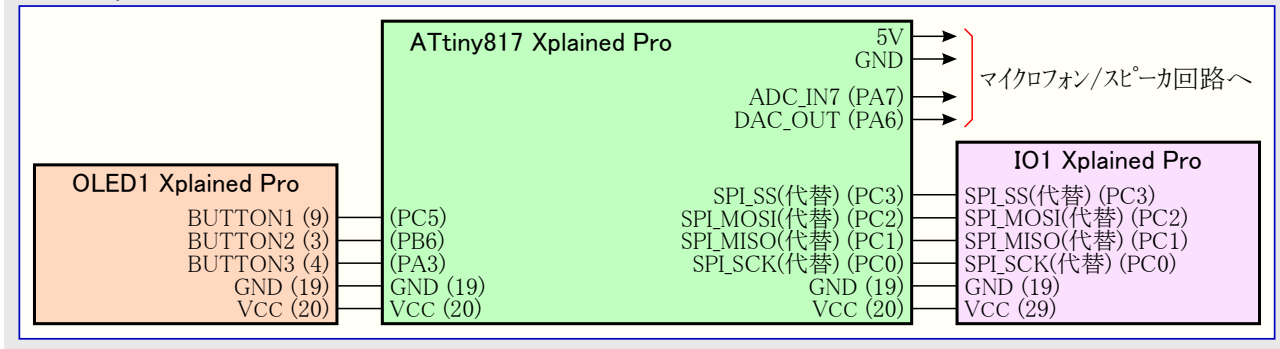 ATtiny817 Xplained Pro
5V
GND
ADC_IN7 (PA7)
DAC_OUT (PA6)
マイクロフォン/スピーカ回路へ
OLED1 Xplained Pro
BUTTON1 (9)
BUTTON2 (3)
BUTTON3 (4)
GND (19)
VCC (20)
(PC5)
(PB6)
(PA3)
GND (19)
VCC (20)
SPI_SS(代替) (PC3)
SPI_MOSI(代替) (PC2)
SPI_MISO(代替) (PC1)
SPI_SCK(代替) (PC0)
GND (19)
VCC (20)
IO1 Xplained Pro
SPI_SS(代替) (PC3)
SPI_MOSI(代替) (PC2)
SPI_MISO(代替) (PC1)
SPI_SCK(代替) (PC0)
GND (19)
VCC (29)